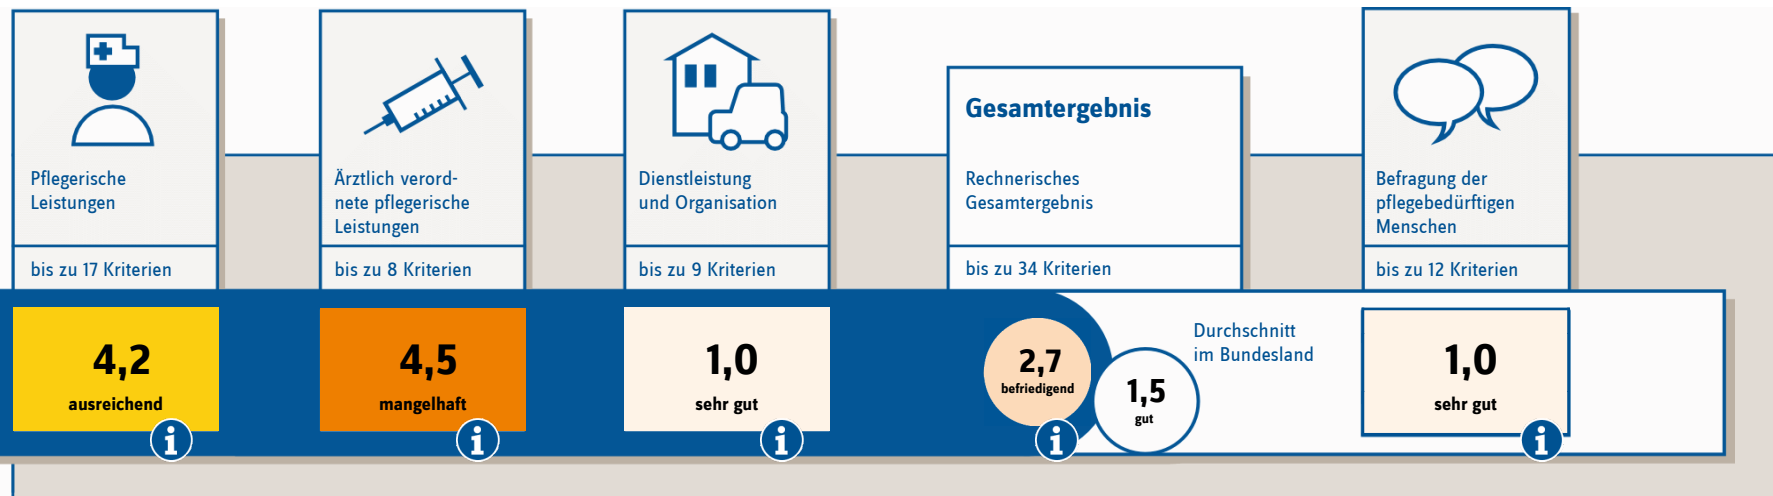 Pflegerische
Leistungen
bis zu 17 Kriterien
4,2
ausreichend
i
Ärztlich verord-
nete pflegerische
Leistungen
bis zu 8 Kriterien
4,5
mangelhaft
i
Dienstleistung
und Organisation
bis zu 9 Kriterien
1,0
sehr gut
i
Gesamtergebnis
Rechnerisches
Gesamtergebnis
bis zu 34 Kriterien
2,7
befriedigend
i
1,5
gut
Durchschnitt
im Bundesland
Befragung der
pflegebedürftigen
Menschen
bis zu 12 Kriterien
1,0
sehr gut
i